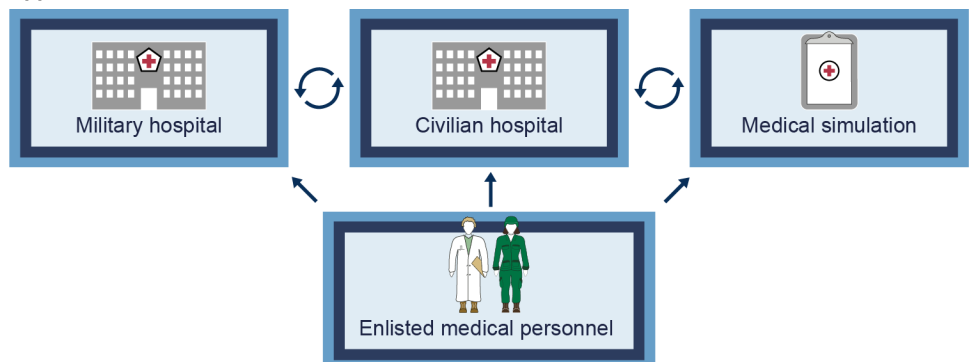 Military hospital
Civilian hospital
Medical simulation
Enlisted medical personnel